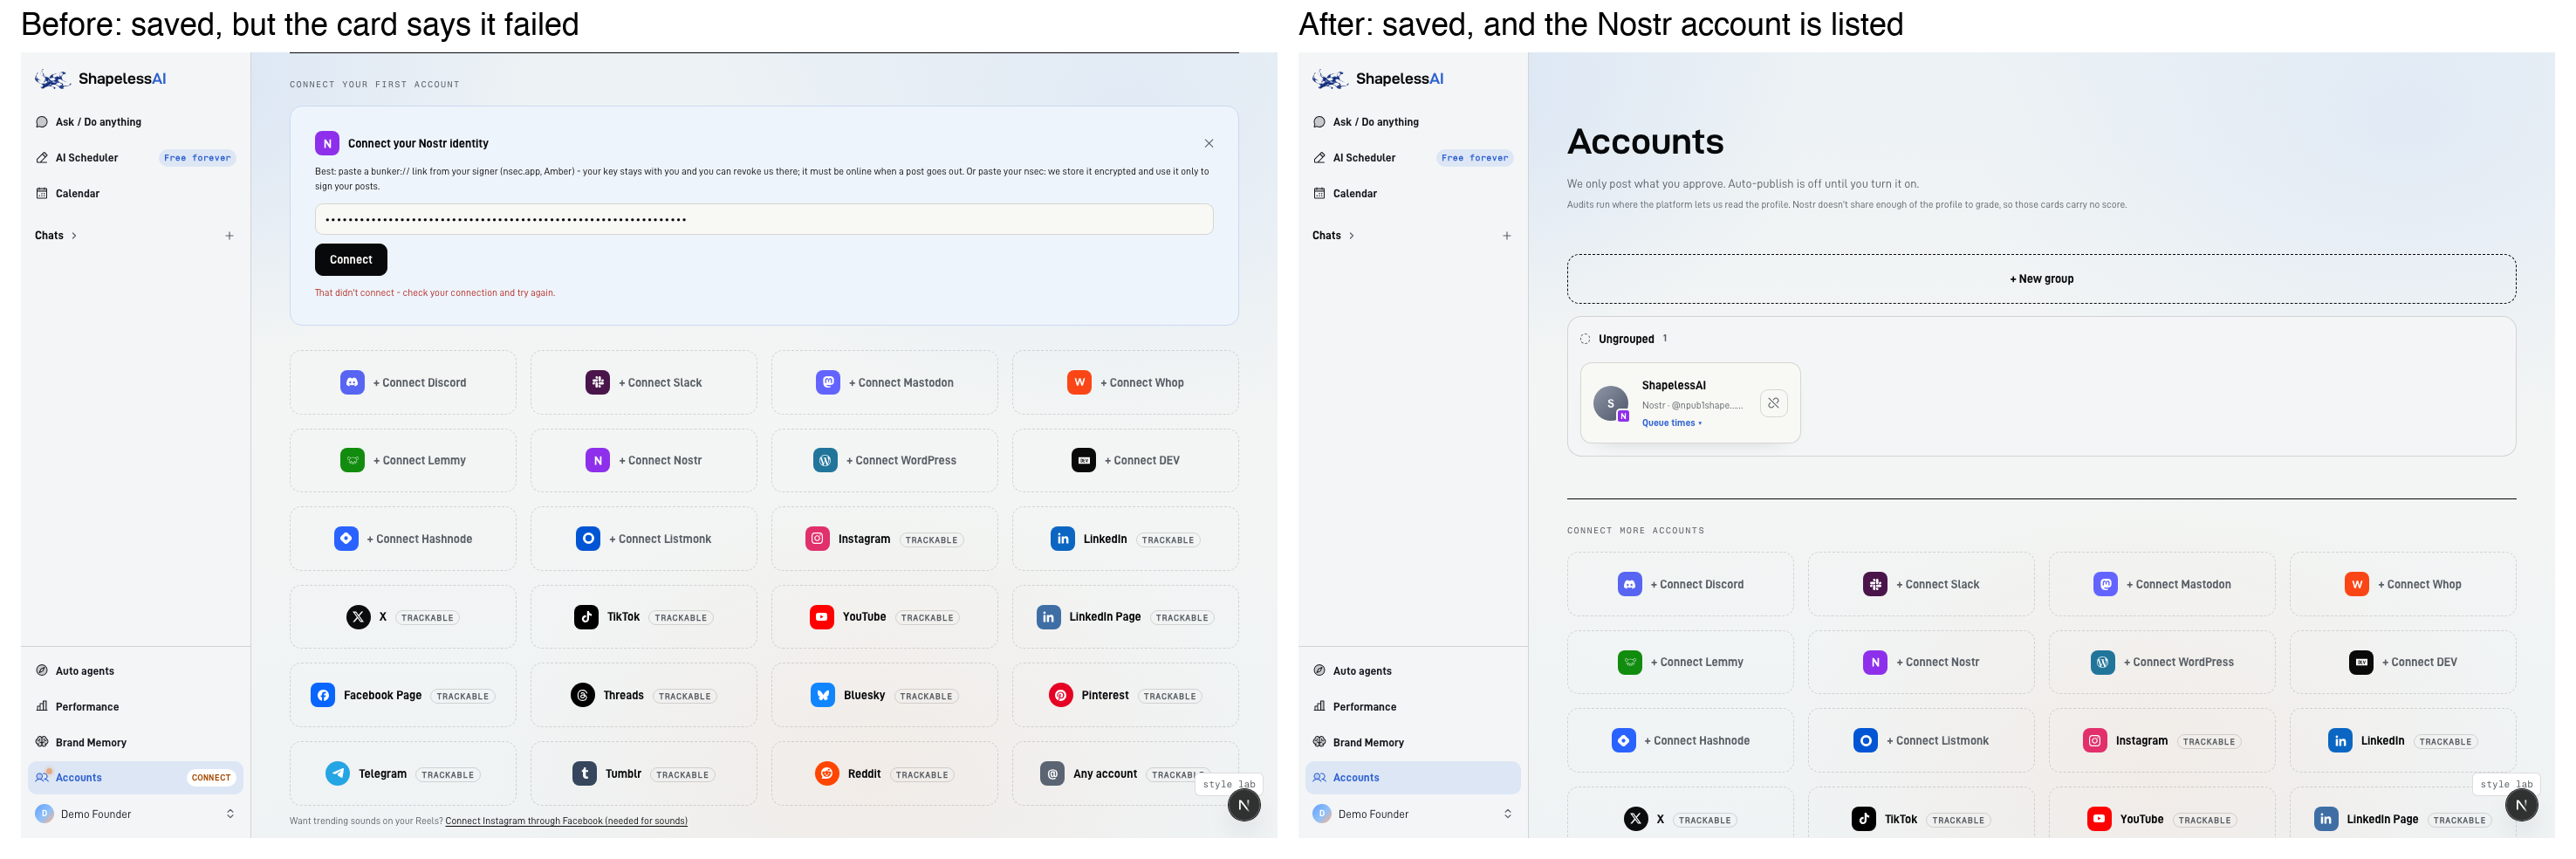 Before: saved, but the card says it failed
ShapelessAI
Ask / Do anything
AI Scheduler
Free forever
Calendar
Chats
CONNECT YOUR FIRST ACCOUNT
N
Connect your Nostr identity
Best: paste a bunker:// link from your signer (nsec.app, Amber) - your key stays with you and you can revoke us there; it must be online when a post goes out. Or paste your nsec: we store it encrypted and use it only to
sign your posts.
Connect
That didn't connect - check your connection and try again.
+ Connect Discord
+ Connect Slack
+ Connect Mastodon
W + Connect Whop
+ Connect Lemmy
N + Connect Nostr
+ Connect WordPress
DEV + Connect DEV
+ Connect Hashnode
+ Connect Listmonk
Instagram TRACKABLE
in LinkedIn TRACKABLE
X TRACKABLE
TikTok TRACKABLE
YouTube TRACKABLE
in LinkedIn Page TRACKABLE
Facebook Page TRACKABLE
Threads TRACKABLE
Bluesky TRACKABLE
Pinterest TRACKABLE
Telegram TRACKABLE
t Tumblr TRACKABLE
Reddit TRACKABLE
@ Any account TRACKABL
style lab
N
Want trending sounds on your Reels? Connect Instagram through Facebook (needed for sounds)
Auto agents
Performance
Brand Memory
Accounts
CONNECT
D Demo Founder
After: saved, and the Nostr account is listed
ShapelessAI
Ask / Do anything
AI Scheduler
Free forever
Calendar
Chats
Accounts
We only post what you approve. Auto-publish is off until you turn it on.
Audits run where the platform lets us read the profile. Nostr doesn't share enough of the profile to grade, so those cards carry no score.
+ New group
Ungrouped 1
S
N
ShapelessAI
Nostr · @npub1shape......
Queue times
CONNECT MORE ACCOUNTS
+ Connect Discord
+ Connect Slack
+ Connect Mastodon
W + Connect Whop
+ Connect Lemmy
N + Connect Nostr
+ Connect WordPress
DEV + Connect DEV
+ Connect Hashnode
+ Connect Listmonk
Instagram TRACKABLE
in LinkedIn TRACKABLE
X TRACKABLE
TikTok TRACKABLE
YouTube TRACKABLE
in LinkedIn Page TRACKABLE
style lab
N
Auto agents
Performance
Brand Memory
Accounts
D Demo Founder